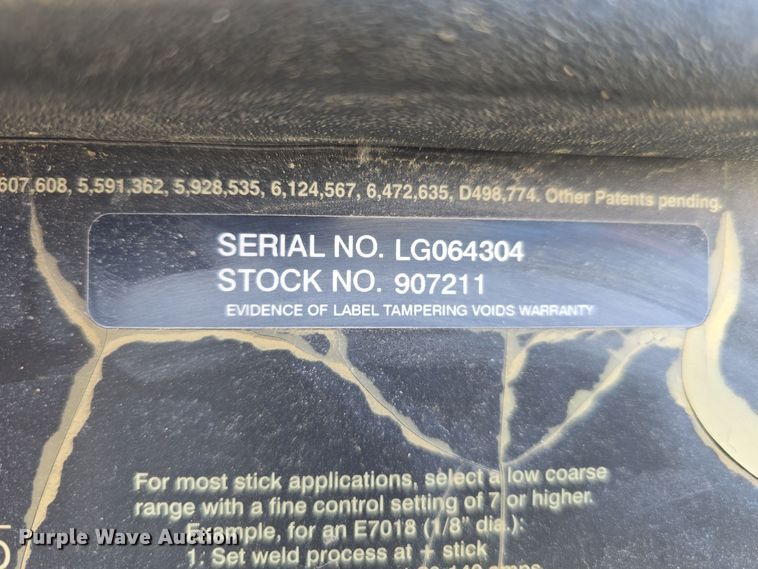 607,608, 5,591,362, 5,928,535, 6,124,567, 6,472,635, D498,774. Other Patents pending.
SERIAL NO. LG064304
STOCK NO. 907211
EVIDENCE OF LABEL TAMPERING VOIDS WARRANTY
For most stick applications, select a low coarse
range with a fine control setting of 7 or higher.
Example, for an E7018 (1/8" dia.):
1. Set weld process at + stick
amps
Purple Wave Auction